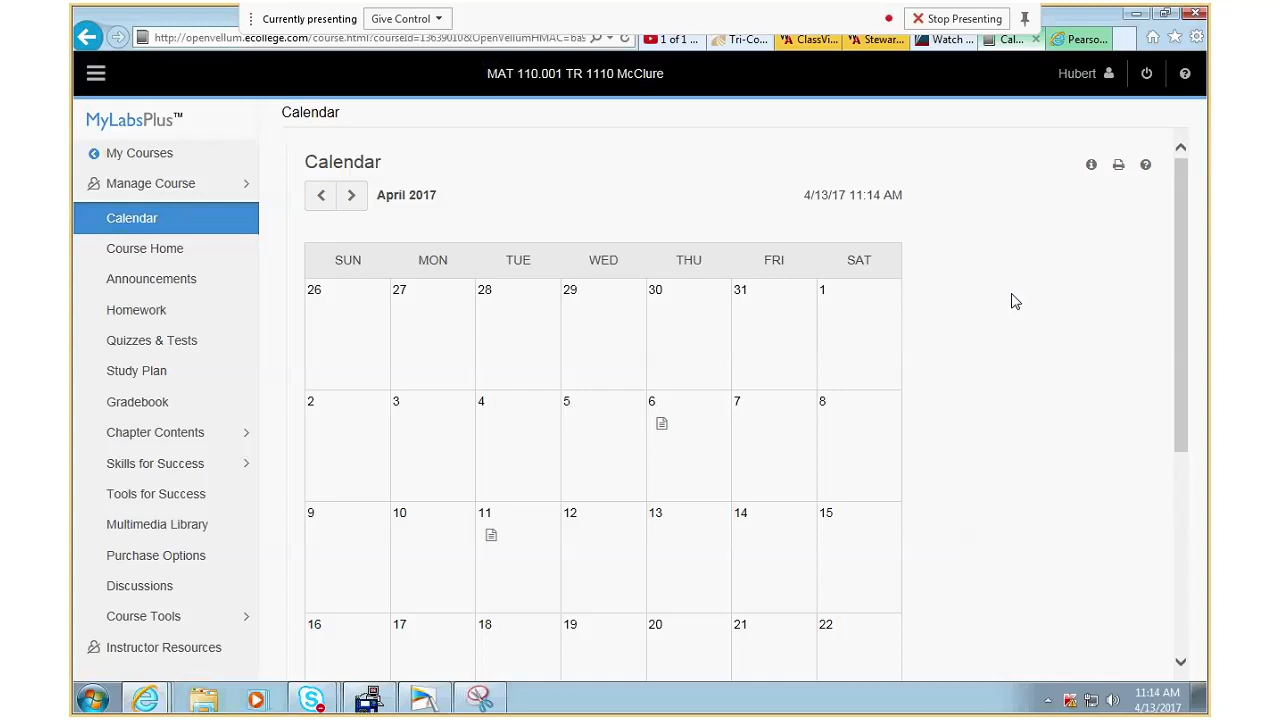 Currently presenting
Give Control
Stop Presenting
http://openvellum.ecollege.com/course.html?courseId=13639010&OpenVellumHMAC=bas
1 of 1 ...
Tri-Co...
ClassVi...
Stewar...
Watch ...
Cal...
Pearso...
MAT 110.001 TR 1110 McClure
Hubert
MyLabsPlus™
My Courses
Manage Course
Calendar
Course Home
Announcements
Homework
Quizzes & Tests
Study Plan
Gradebook
Chapter Contents
Skills for Success
Tools for Success
Multimedia Library
Purchase Options
Discussions
Course Tools
Instructor Resources
Calendar
Calendar
April 2017
4/13/17 11:14 AM
SUN MON TUE WED THU FRI SAT
26 27 28 29 30 31 1
2 3 4 5 6 7 8
9 10 11 12 13 14 15
16 17 18 19 20 21 22
11:14 AM
4/13/2017